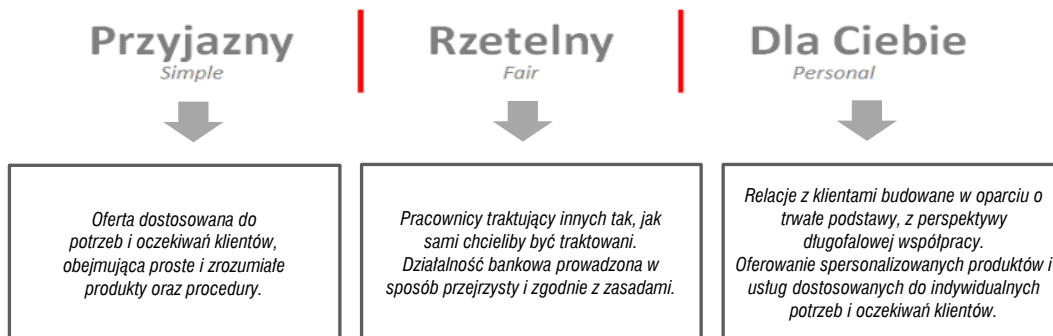 Przyjazny
Simple
Rzetelny
Fair
Dla Ciebie
Personal
Oferta dostosowana do
potrzeb i oczekiwań klientów,
obejmująca proste i zrozumiałe
produkty oraz procedury.
Pracownicy traktujący innych tak, jak
sami chcieliby być traktowani.
Działalność bankowa prowadzona w
sposób przejrzysty i zgodnie z zasadami.
Relacje z klientami budowane w oparciu o
trwałe podstawy, z perspektywy
długofalowej współpracy.
Oferowanie spersonalizowanych produktów i
usług dostosowanych do indywidualnych
potrzeb i oczekiwań klientów.